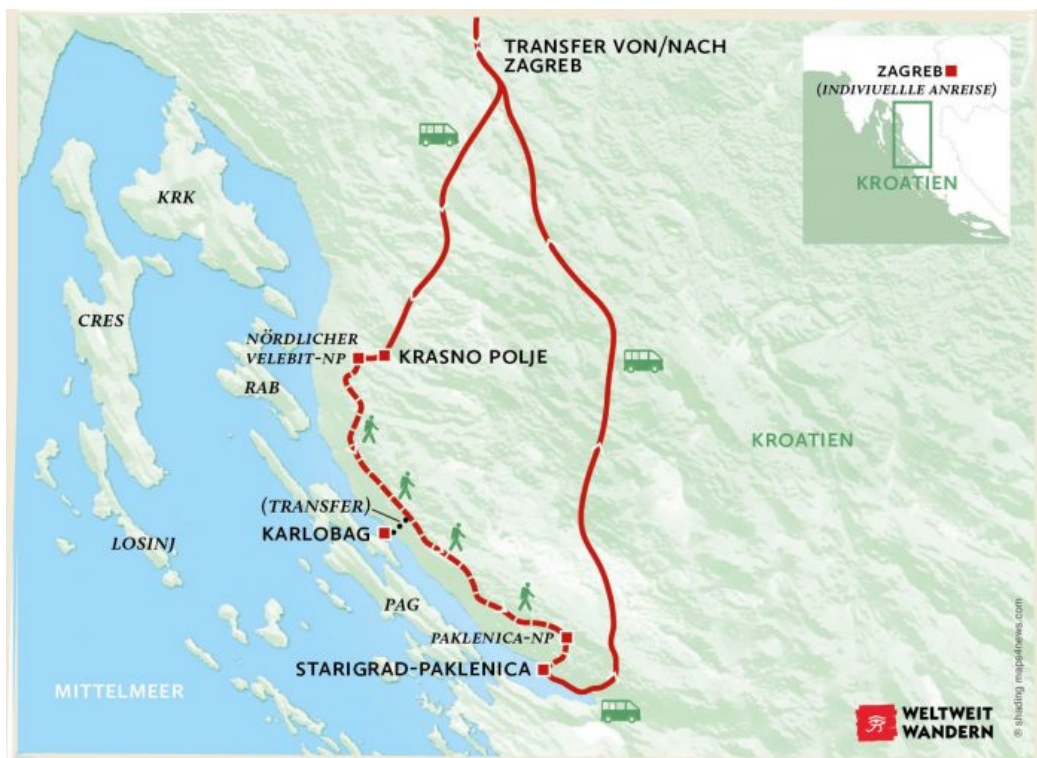 TRANSFER VON/NACH
ZAGREB
ZAGREB
(INDIVIUELLLE ANREISE)
KROATIEN
KRK
CRES
NÖRDLICHER
VELEBIT-NP
KRASNO POLJE
RAB
KROATIEN
(TRANSFER)
KARLOBAG
LOSINJ
PAG
PAKLENICA-NP
STARIGRAD-PAKLENICA
MITTELMEER
WELTWEIT
WANDERN
© shading maps4news.com